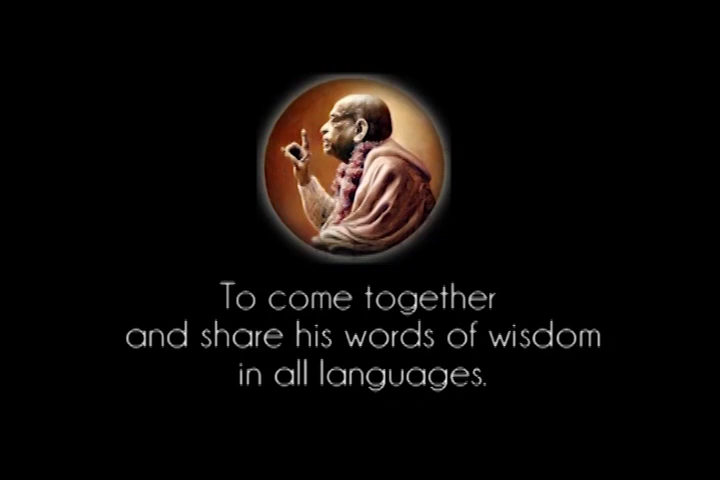 To come together
and share his words of wisdom
in all languages.